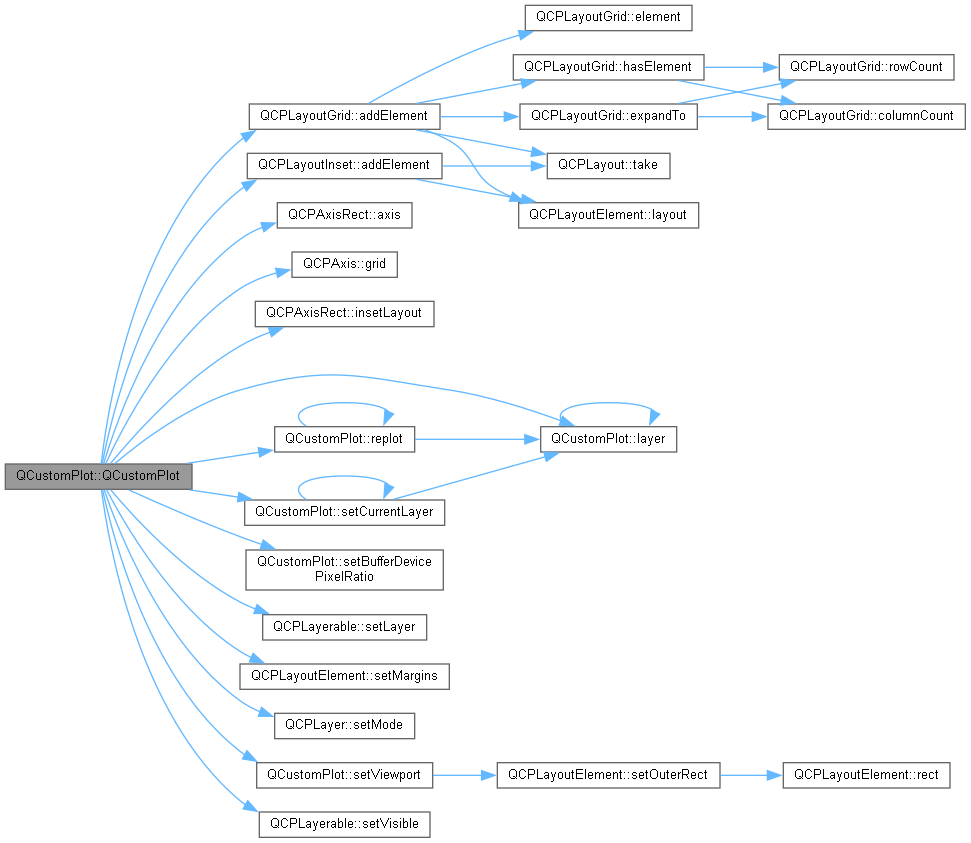 QCPLayoutGrid::element
QCPLayoutGrid::hasElement
QCPLayoutGrid::rowCount
QCPLayoutGrid::addElement
QCPLayoutGrid::expandTo
QCPLayoutGrid::columnCount
QCPLayoutInset::addElement
QCPLayout::take
QCPAxisRect::axis
QCPLayoutElement::layout
QCPAxis::grid
QCPAxisRect::insetLayout
QCustomPlot::replot
QCustomPlot::layer
QCustomPlot::QCustomPlot
QCustomPlot::setCurrentLayer
QCustomPlot::setBufferDevice
PixelRatio
QCPLayerable::setLayer
QCPLayoutElement::setMargins
QCPLayer::setMode
QCustomPlot::setViewport
QCPLayoutElement::setOuterRect
QCPLayoutElement::rect
QCPLayerable::setVisible